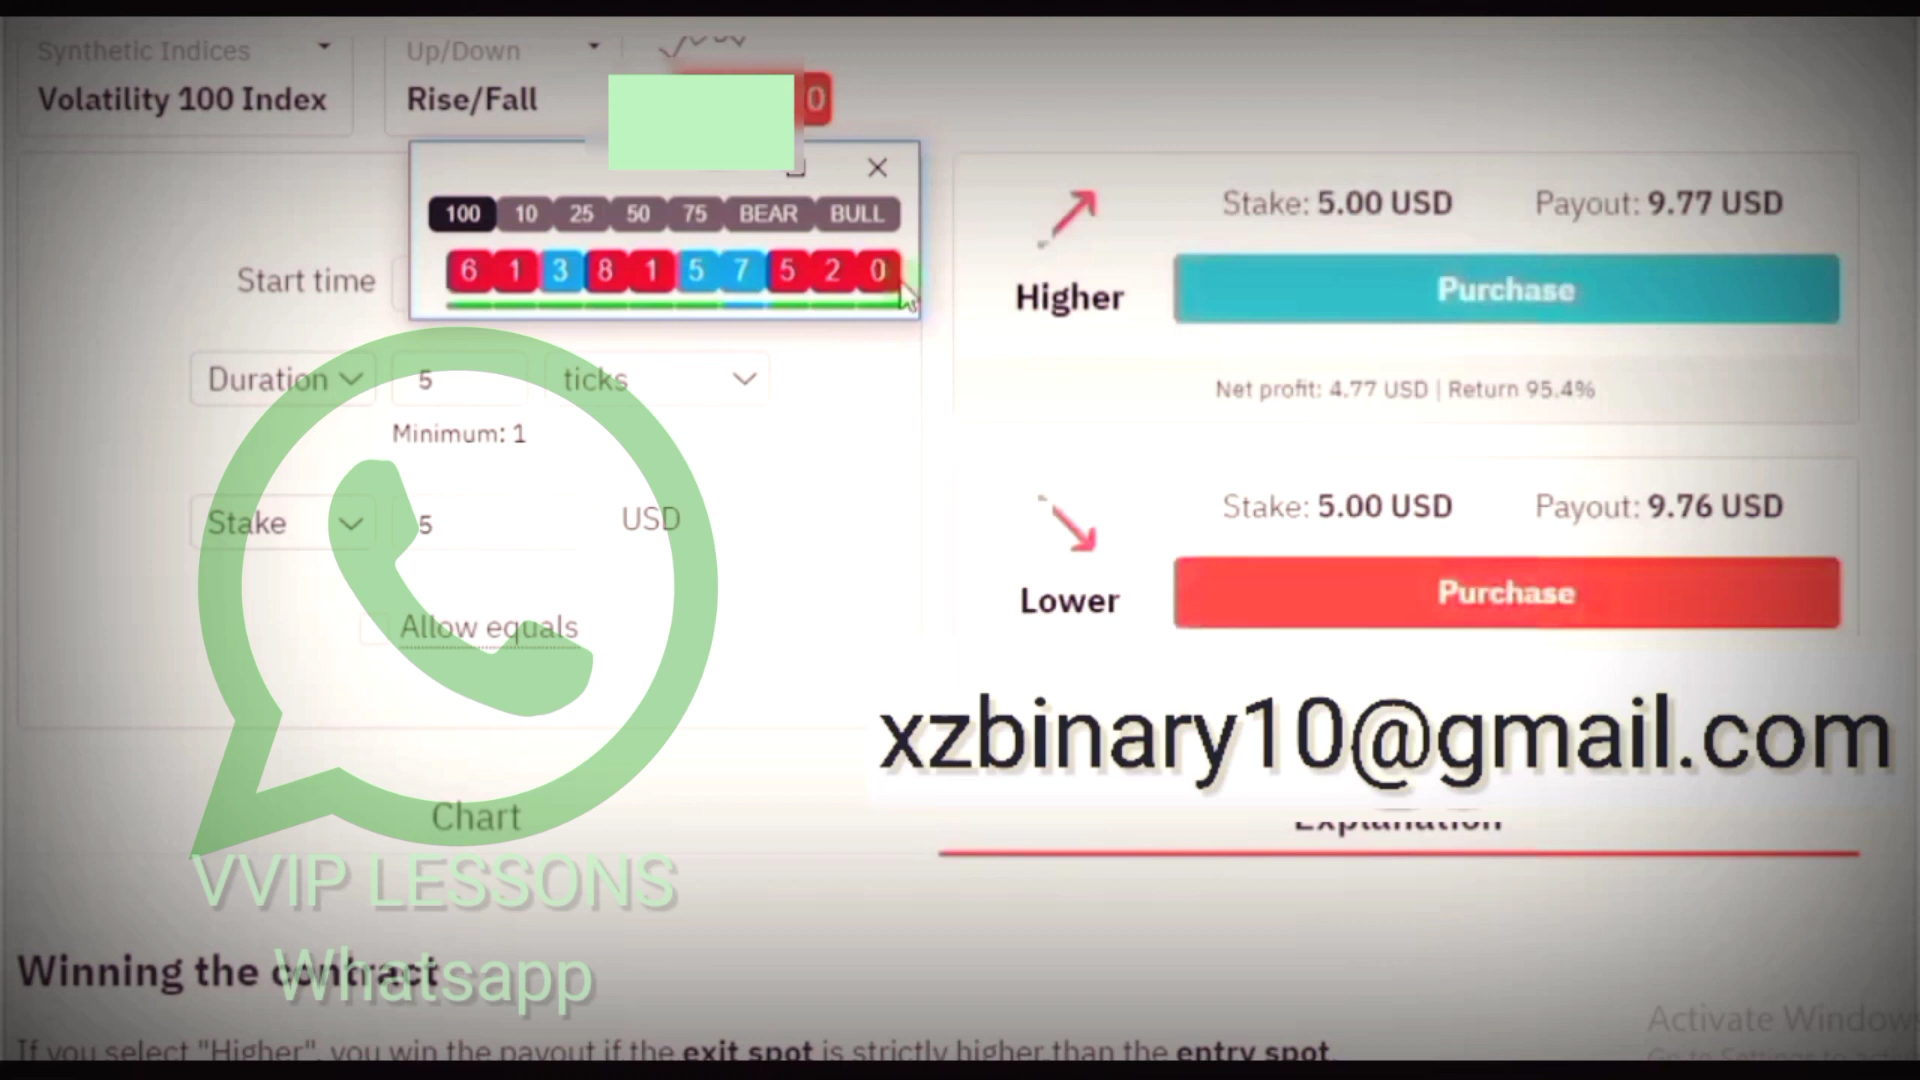 Synthetic Indices
Up/Down
Volatility 100 Index
Rise/Fall
0
100 10 25 50 75 BEAR BULL
6 1 3 8 1 5 7 5 2 0
Start time
Duration 5 ticks
Minimum: 1
Stake 5 USD
Allow equals
Stake: 5.00 USD Payout: 9.77 USD
Higher
Purchase
Net profit: 4.77 USD | Return 95.4%
Stake: 5.00 USD Payout: 9.76 USD
Lower
Purchase
xzbinary10@gmail.com
Chart
Explanation
VVIP LESSONS
Whatsapp
Winning the contract
If you select "Higher", you win the payout if the exit spot is strictly higher than the entry spot.
Activate Window